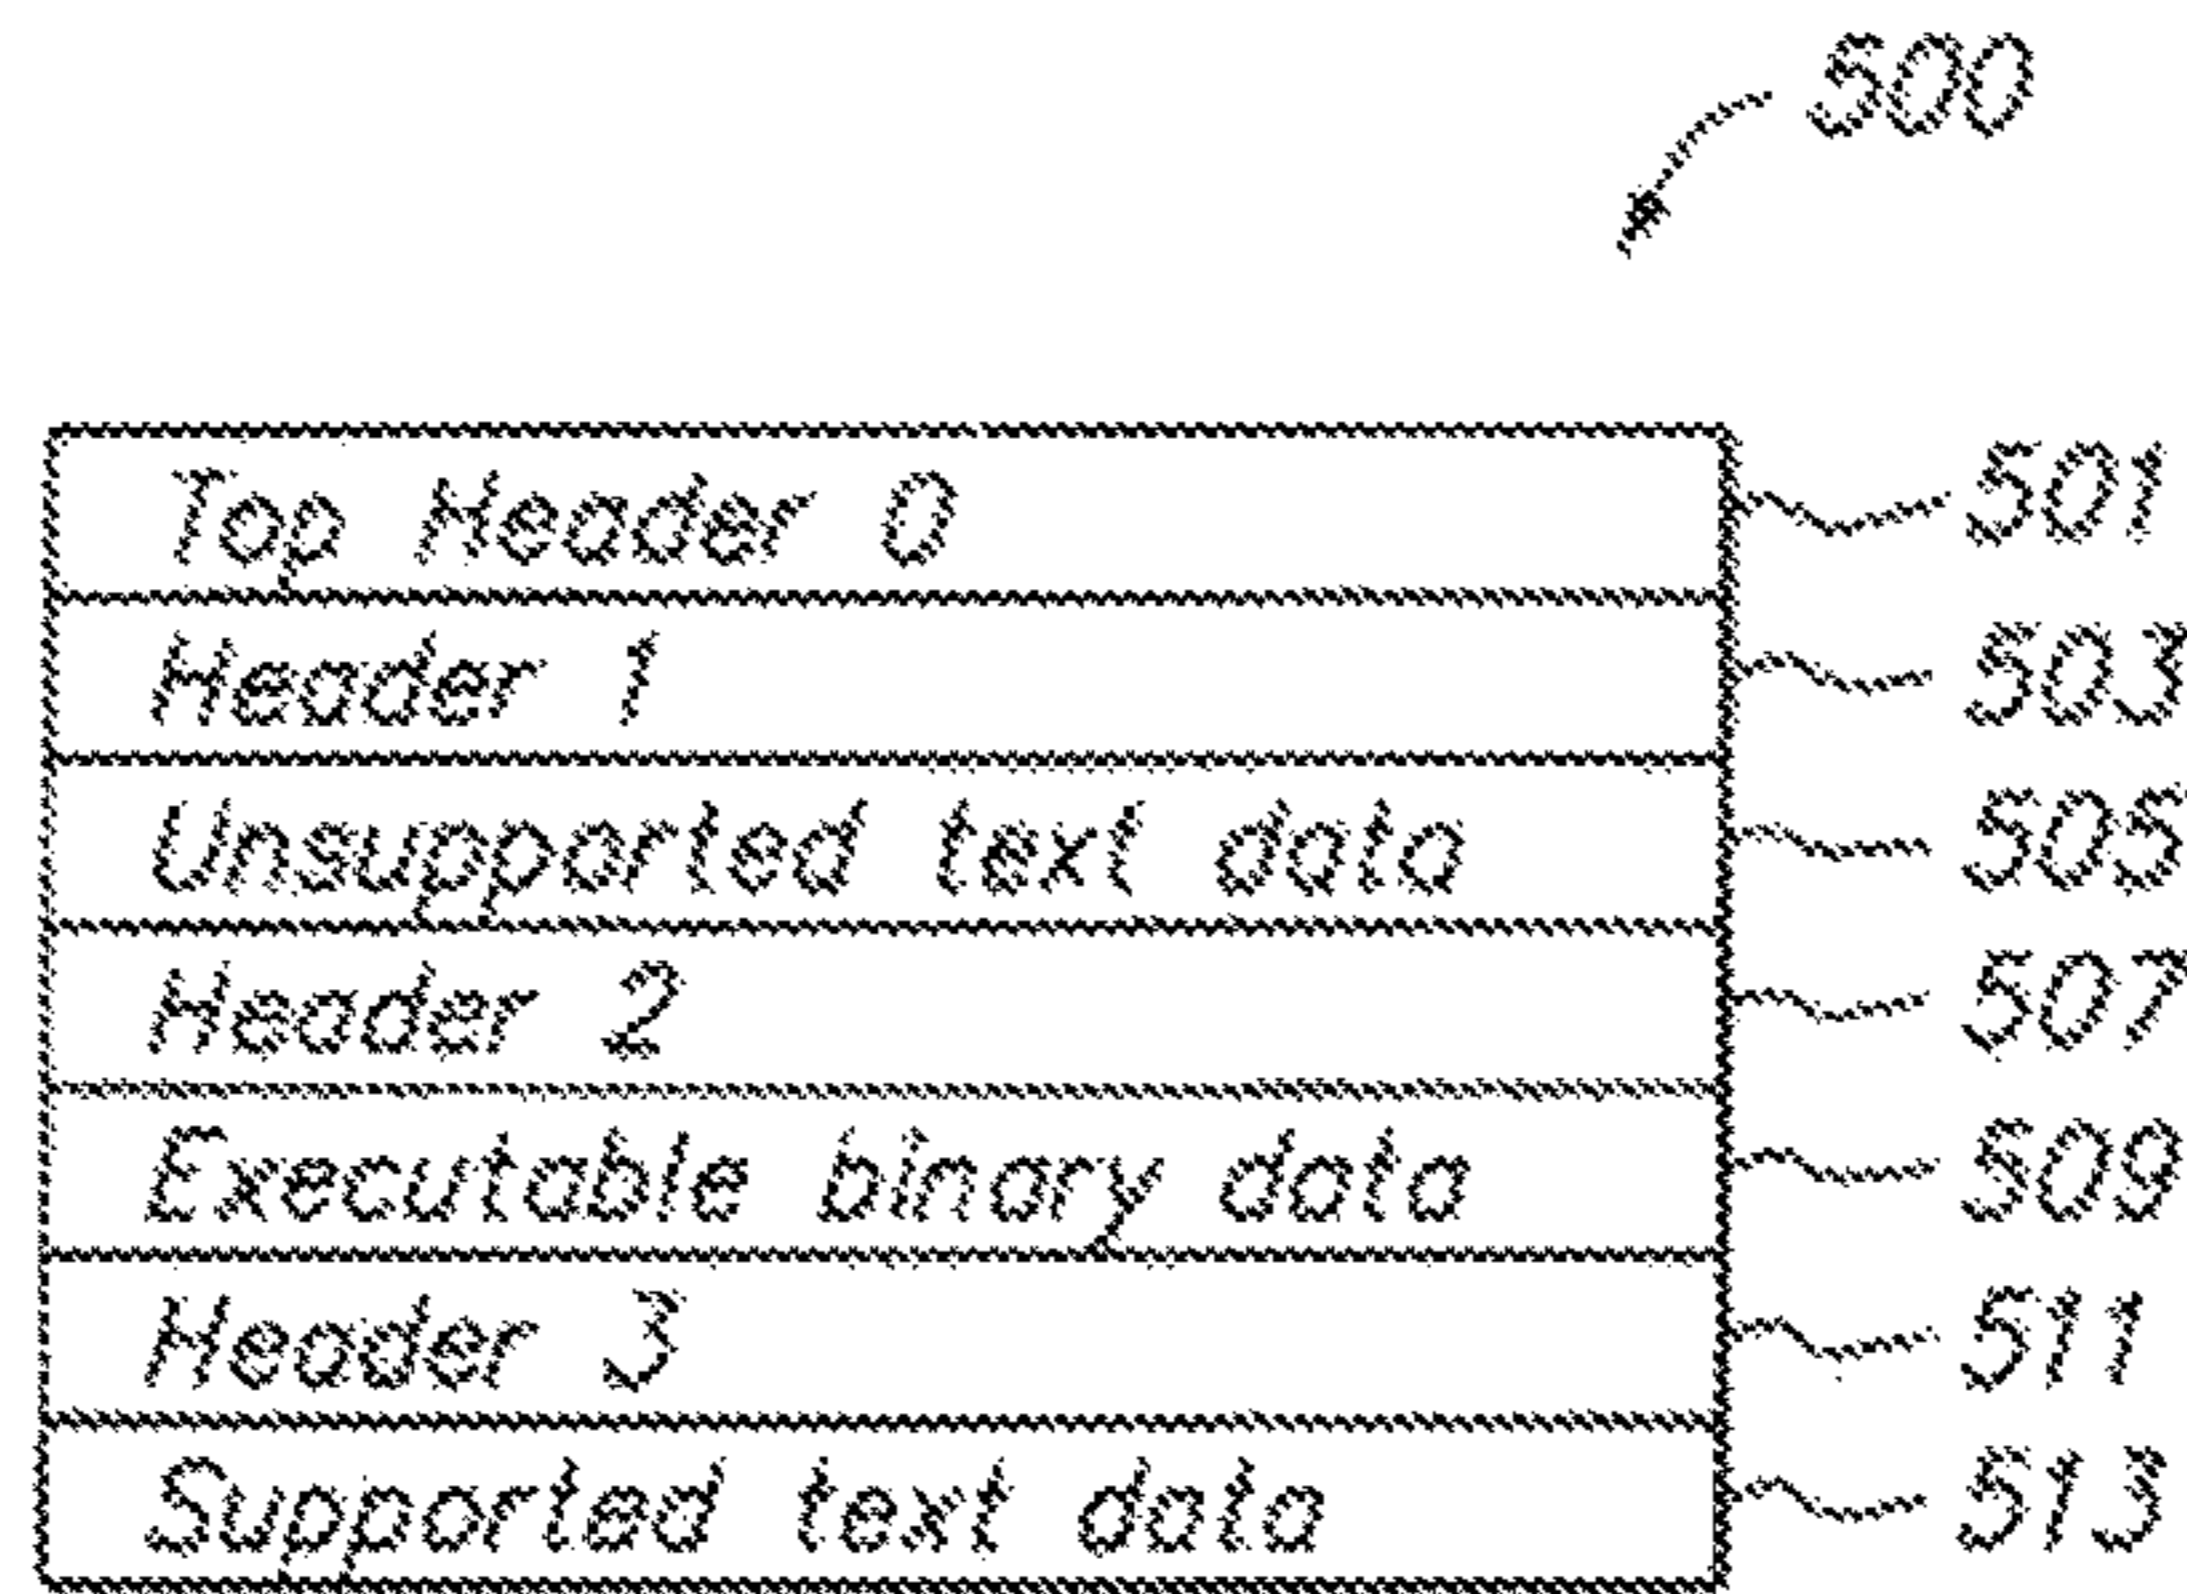 500
Top Header 0 501
Header 1 503
Unsupported text data 505
Header 2 507
Executable binary data 509
Header 3 511
Supported text data 513